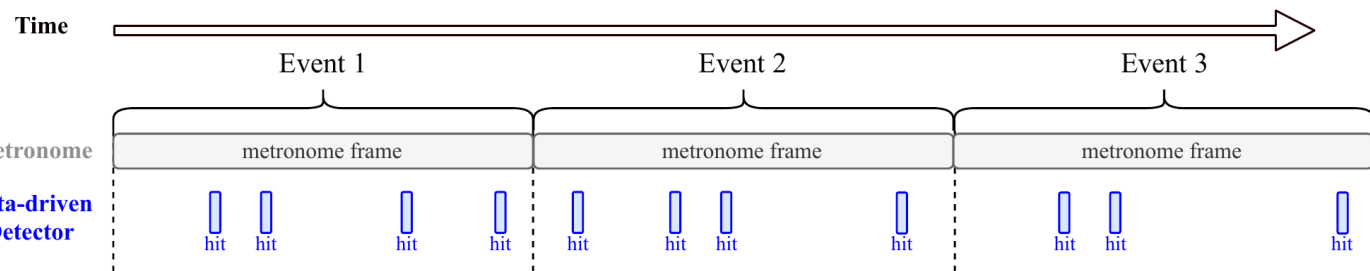 Time
Event 1 Event 2 Event 3
etronome metronome frame metronome frame metronome frame
ta-driven
etector
hit hit hit hit hit hit hit hit hit hit hit